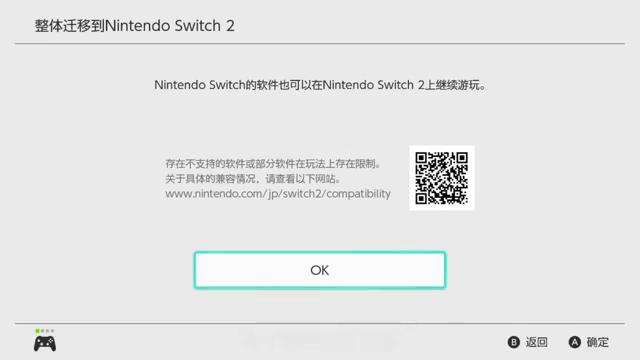 整体迁移到Nintendo Switch 2
Nintendo Switch的软件也可以在Nintendo Switch 2上继续游玩。
存在不支持的软件或部分软件在玩法上存在限制。
关于具体的兼容情况，请查看以下网站。
www.nintendo.com/jp/switch2/compatibility
OK
B 返回 A 确定